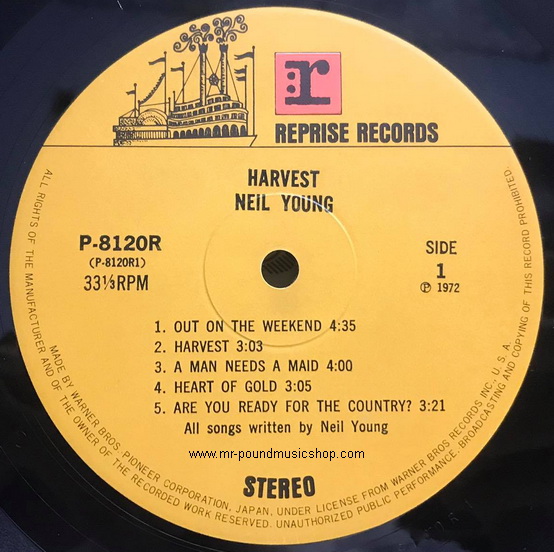 r
REPRISE RECORDS
HARVEST
NEIL YOUNG
P-8120R
(P-8120R1)
33⅓RPM
SIDE
1
℗ 1972
1. OUT ON THE WEEKEND 4:35
2. HARVEST 3:03
3. A MAN NEEDS A MAID 4:00
4. HEART OF GOLD 3:05
5. ARE YOU READY FOR THE COUNTRY? 3:21
All songs written by Neil Young
www.mr-poundmusicshop.com
STEREO
ALL RIGHTS OF THE MANUFACTURER AND OF THE OWNER OF THE RECORDED WORK RESERVED. UNAUTHORIZED PUBLIC PERFORMANCE, BROADCASTING AND COPYING OF THIS RECORD PROHIBITED.
MADE BY WARNER BROS. PIONEER CORPORATION, JAPAN, UNDER LICENSE FROM WARNER BROS RECORDS INC., U.S.A.